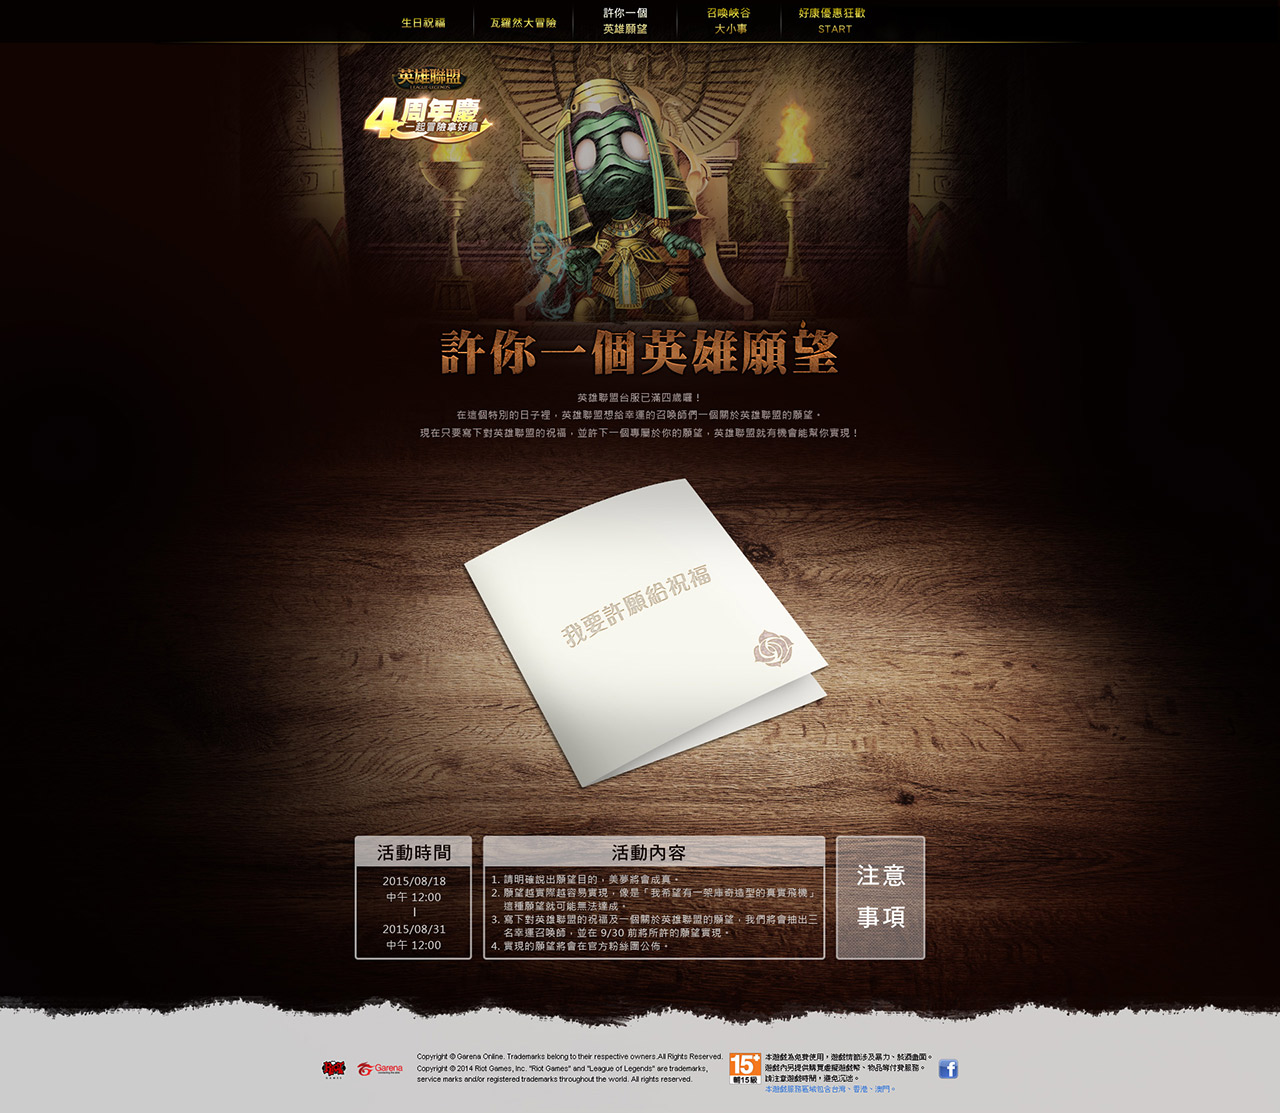 生日祝福
瓦羅然大冒險
許你一個
英雄願望
召喚峽谷
大小事
好康優惠狂歡
START
英雄聯盟
LEAGUE OF LEGENDS
4周年慶
一起冒險拿好禮
許你一個英雄願望
英雄聯盟台服已滿四歲囉！
在這個特別的日子裡，英雄聯盟想給幸運的召喚師們一個關於英雄聯盟的願望。
現在只要寫下對英雄聯盟的祝福，並許下一個專屬於你的願望，英雄聯盟就有機會能幫你實現！
我要許願給祝福
活動時間
2015/08/18
中午 12:00
|
2015/08/31
中午 12:00
活動內容
1. 請明確說出願望目的，美夢將會成真。
2. 願望越實際越容易實現，像是「我希望有一架庫奇造型的真實飛機」
這種願望就可能無法達成。
3. 寫下對英雄聯盟的祝福及一個關於英雄聯盟的願望，我們將會抽出三
名幸運召喚師，並在 9/30 前將所許的願望實現。
4. 實現的願望將會在官方粉絲團公佈。
注意
事項
RIOT
GAMES
Garena
Copyright © Garena Online. Trademarks belong to their respective owners.All Rights Reserved.
Copyright © 2014 Riot Games, Inc. "Riot Games" and "League of Legends" are trademarks,
service marks and/or registered trademarks throughout the world. All rights reserved.
15+
輔15級
本遊戲為免費使用，遊戲情節涉及暴力、菸酒畫面。
遊戲內另提供購買虛擬遊戲幣、物品等付費服務。
請注意遊戲時間，避免沉迷。
本遊戲服務區域包含台灣、香港、澳門。
f